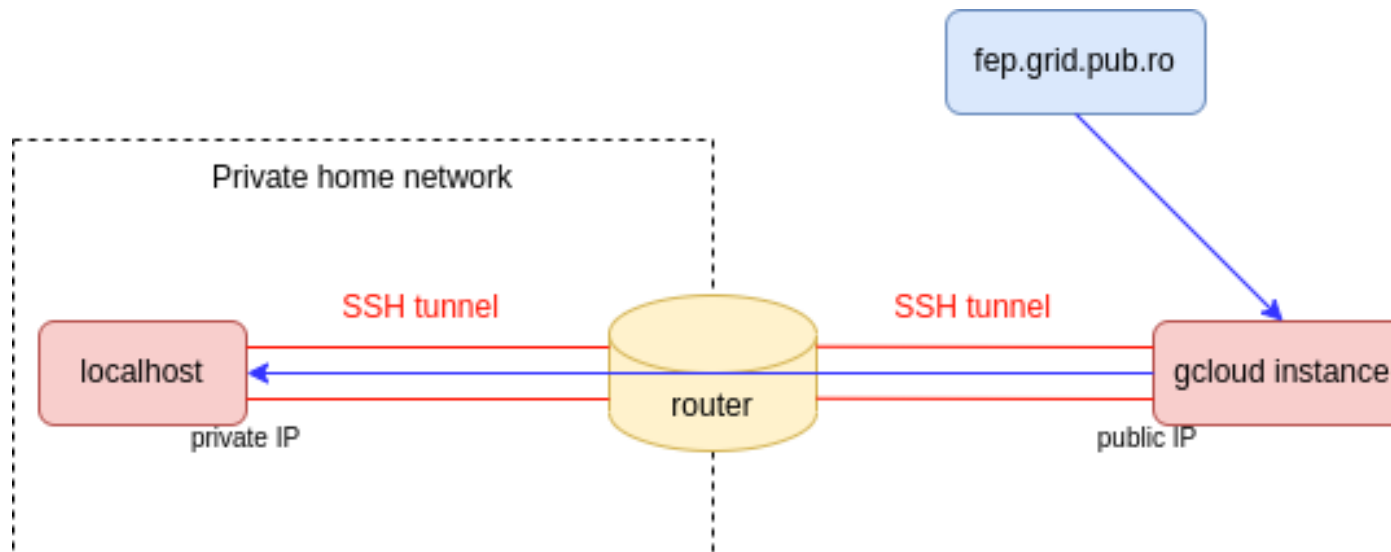 fep.grid.pub.ro
Private home network
SSH tunnel
SSH tunnel
localhost
router
gcloud instance
private IP
public IP